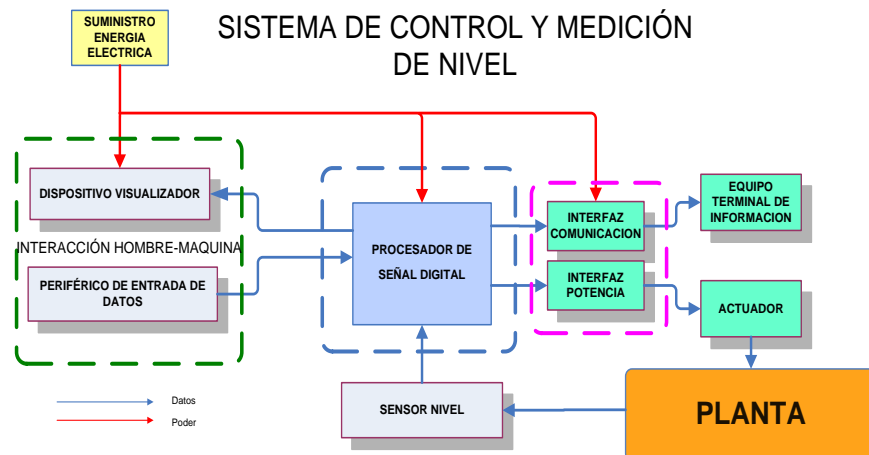 SUMINISTRO
ENERGIA
ELECTRICA
SISTEMA DE CONTROL Y MEDICIÓN
DE NIVEL
DISPOSITIVO VISUALIZADOR
INTERACCIÓN HOMBRE-MAQUINA
PERIFÉRICO DE ENTRADA DE
DATOS
PROCESADOR DE
SEÑAL DIGITAL
INTERFAZ
COMUNICACION
INTERFAZ
POTENCIA
EQUIPO
TERMINAL DE
INFORMACION
ACTUADOR
SENSOR NIVEL
PLANTA
Datos
Poder